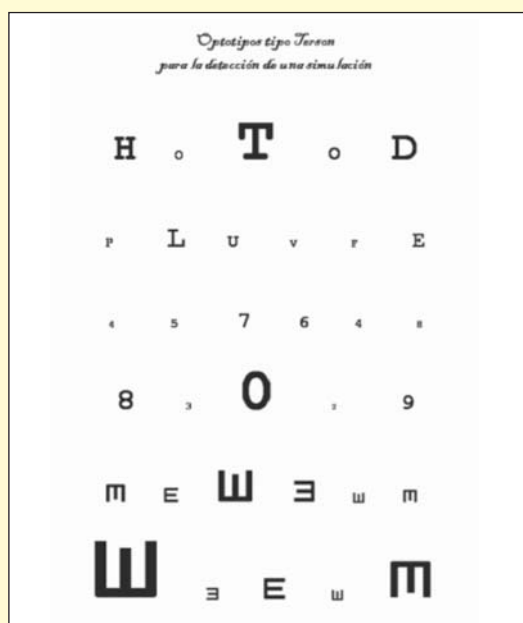 Optotipos tipo Terson
para la detección de una simulación
H O T O D
P L U V F E
4 5 7 6 4 8
8 3 0 2 9